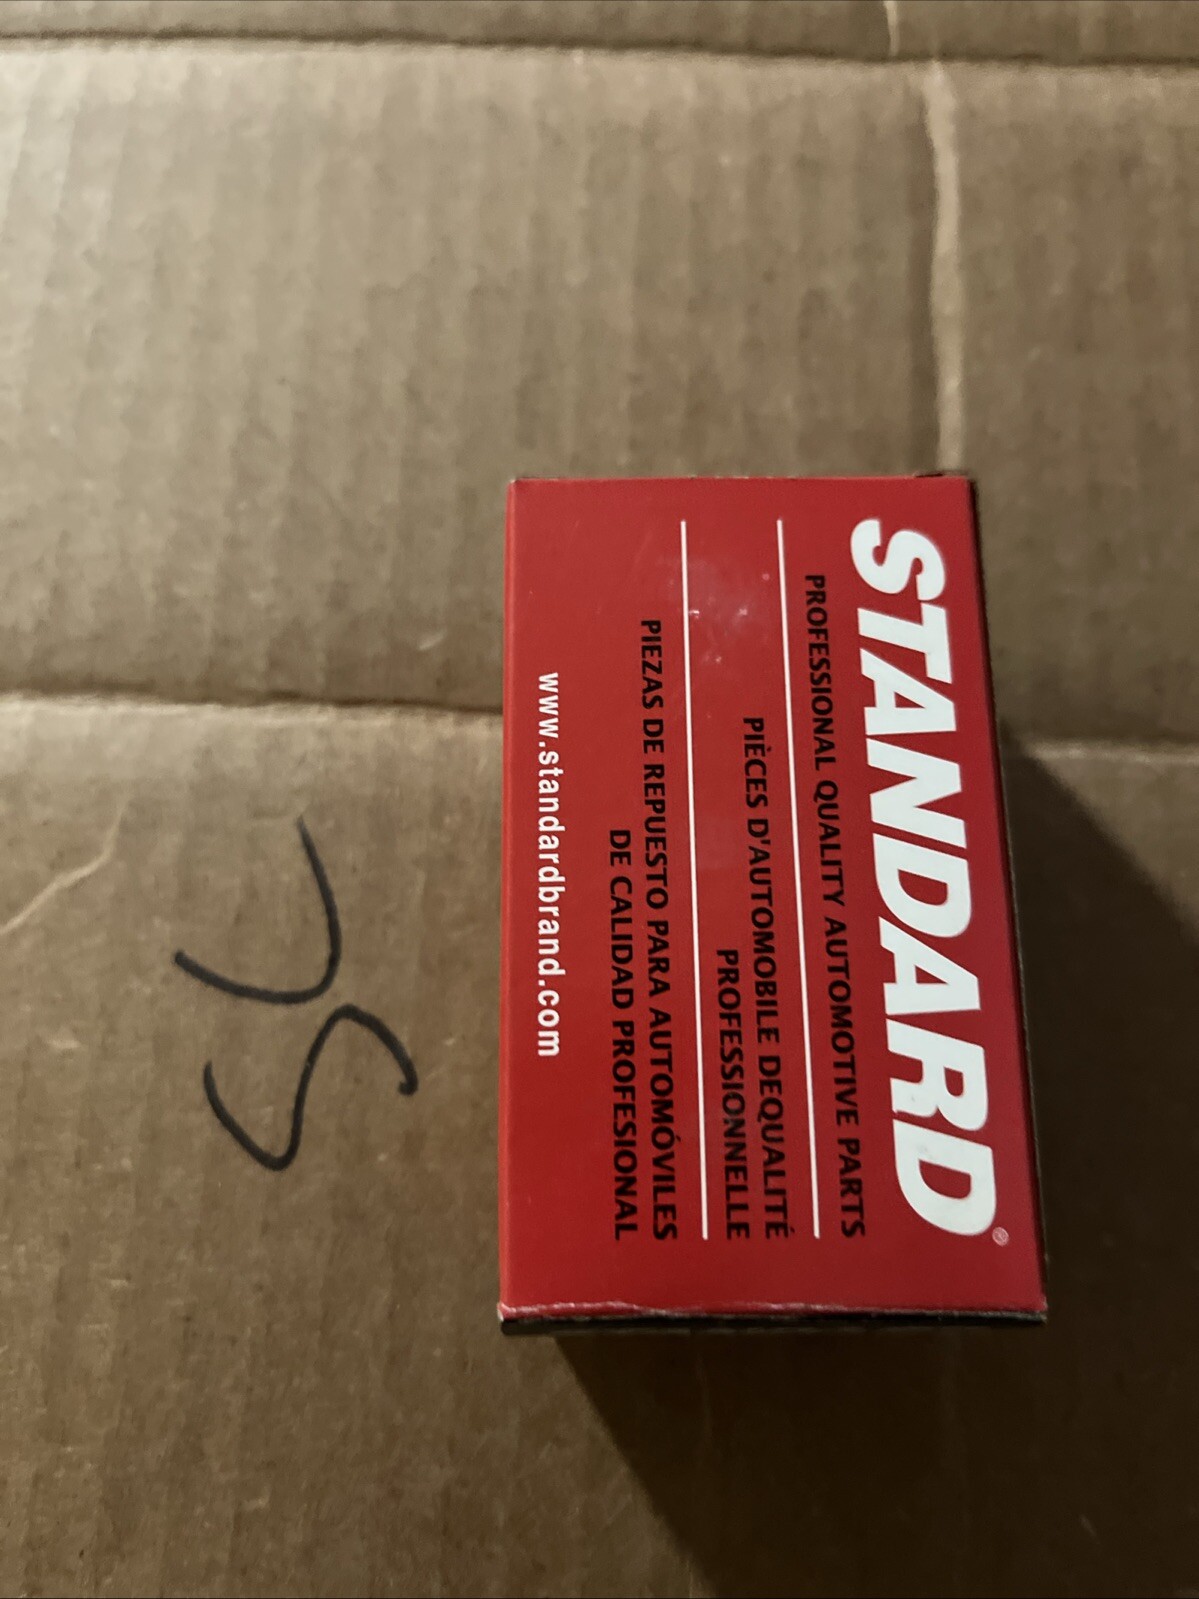 STANDARD®
PROFESSIONAL QUALITY AUTOMOTIVE PARTS
PIÈCES D'AUTOMOBILE DEQUALITÉ
PROFESSIONNELLE
PIEZAS DE REPUESTO PARA AUTOMÓVILES
DE CALIDAD PROFESIONAL
www.standardbrand.com